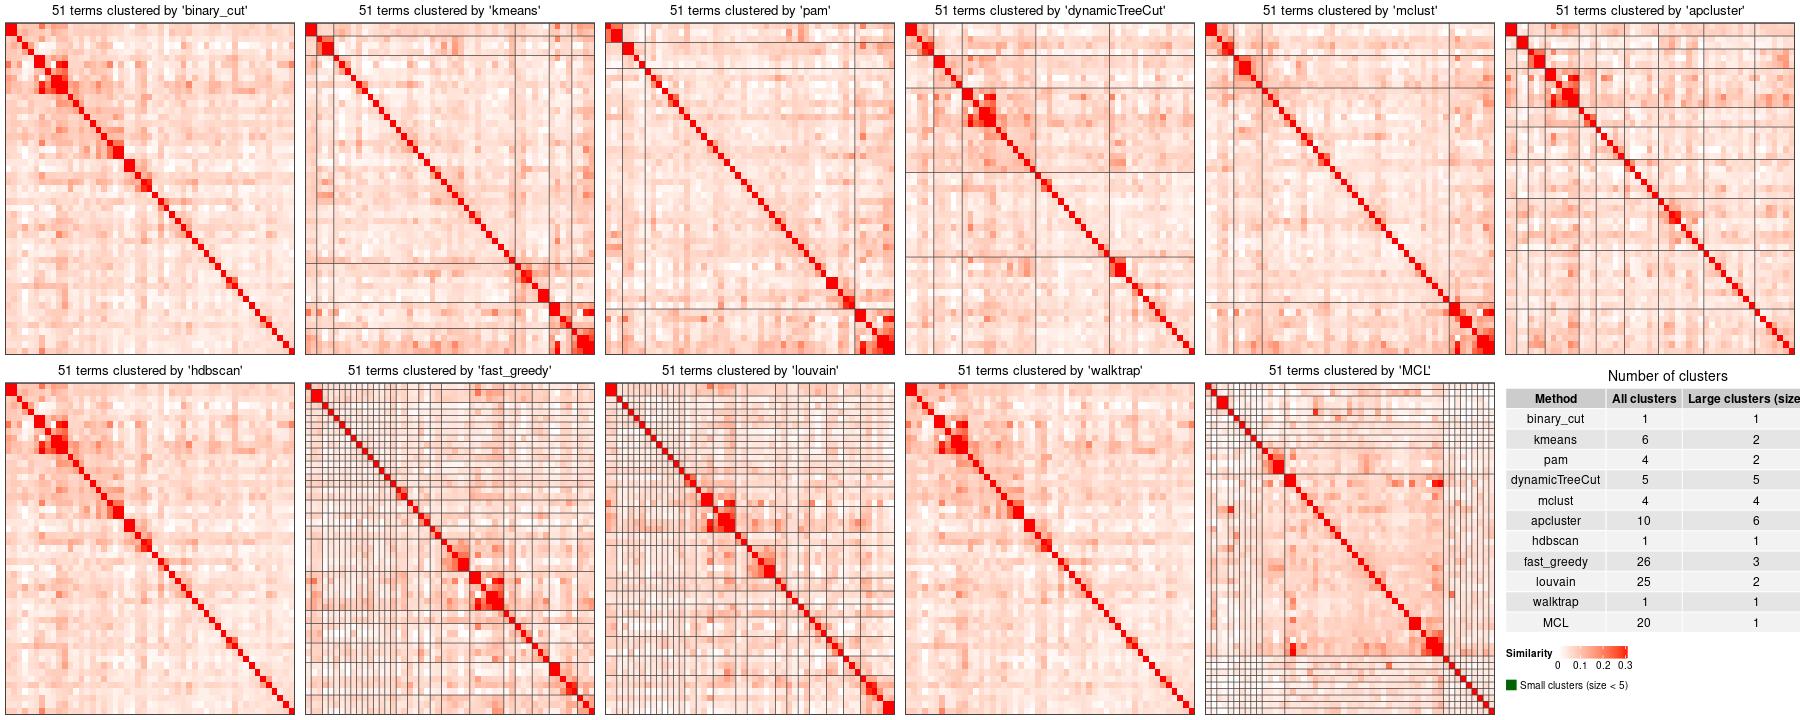 51 terms clustered by 'binary_cut'
51 terms clustered by 'kmeans'
51 terms clustered by 'pam'
51 terms clustered by 'dynamicTreeCut'
51 terms clustered by 'mclust'
51 terms clustered by 'apcluster'
51 terms clustered by 'hdbscan'
51 terms clustered by 'fast_greedy'
51 terms clustered by 'louvain'
51 terms clustered by 'walktrap'
51 terms clustered by 'MCL'
Number of clusters
Method All clusters Large clusters (size
binary_cut 1 1
kmeans 6 2
pam 4 2
dynamicTreeCut 5 5
mclust 4 4
apcluster 10 6
hdbscan 1 1
fast_greedy 26 3
louvain 25 2
walktrap 1 1
MCL 20 1
Similarity
0 0.1 0.2 0.3
Small clusters (size < 5)